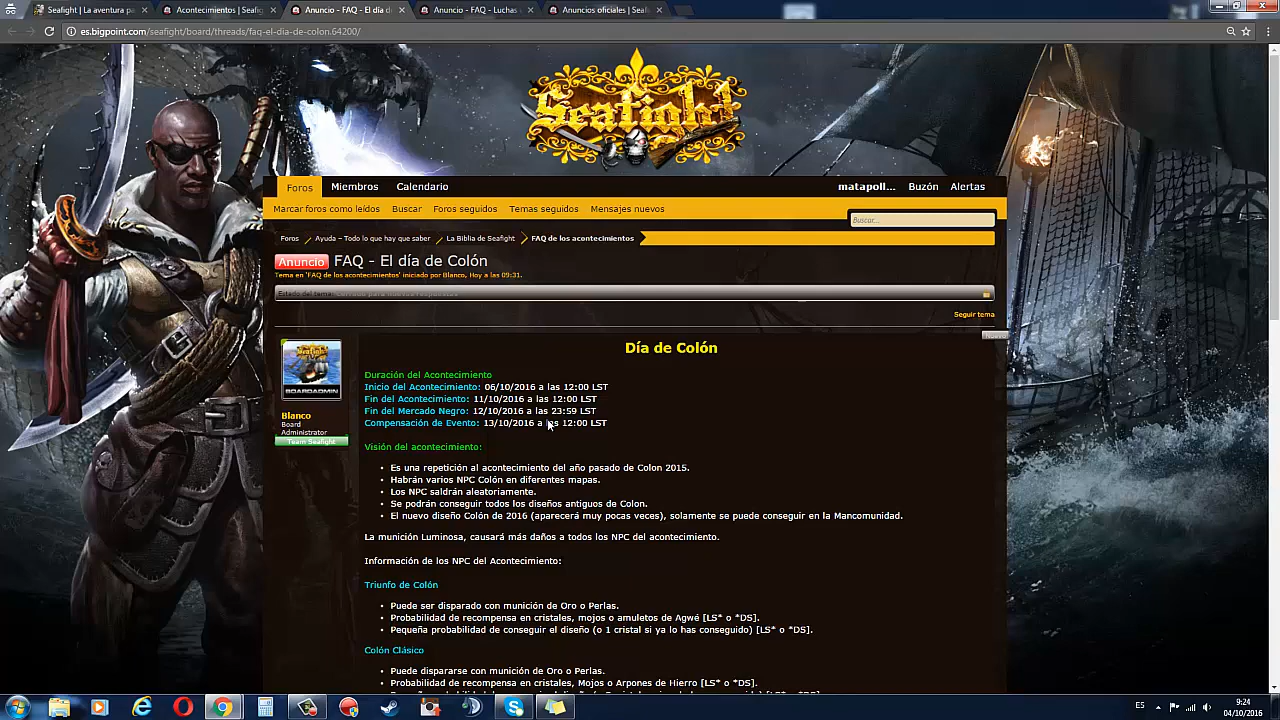 Seafight | La aventura pa
Acontecimientos | Seafig
Anuncio - FAQ - El día d
Anuncio - FAQ - Luchas
Anuncios oficiales | Seafig
es.bigpoint.com/seafight/board/threads/faq-el-dia-de-colon.64200/
Seafight
Foros Miembros Calendario matapoll... Buzón Alertas
Marcar foros como leídos Buscar Foros seguidos Temas seguidos Mensajes nuevos
Buscar...
Foros Ayuda – Todo lo que hay que saber La Biblia de Seafight FAQ de los acontecimientos
Anuncio FAQ - El día de Colón
Tema en 'FAQ de los acontecimientos' iniciado por Blanco, Hoy a las 09:31.
Estado del tema: Cerrado para nuevas respuestas
Seguir tema
Nuevo
Día de Colón
Seafight
BOARDADMIN
Blanco
Board
Administrator
Team Seafight
Duración del Acontecimiento
Inicio del Acontecimiento: 06/10/2016 a las 12:00 LST
Fin del Acontecimiento: 11/10/2016 a las 12:00 LST
Fin del Mercado Negro: 12/10/2016 a las 23:59 LST
Compensación de Evento: 13/10/2016 a las 12:00 LST
Visión del acontecimiento:
• Es una repetición al acontecimiento del año pasado de Colon 2015.
• Habrán varios NPC Colón en diferentes mapas.
• Los NPC saldrán aleatoriamente.
• Se podrán conseguir todos los diseños antiguos de Colon.
• El nuevo diseño Colón de 2016 (aparecerá muy pocas veces), solamente se puede conseguir en la Mancomunidad.
La munición Luminosa, causará más daños a todos los NPC del acontecimiento.
Información de los NPC del Acontecimiento:
Triunfo de Colón
• Puede ser disparado con munición de Oro o Perlas.
• Probabilidad de recompensa en cristales, mojos o amuletos de Agwé [LS* o *DS].
• Pequeña probabilidad de conseguir el diseño (o 1 cristal si ya lo has conseguido) [LS* o *DS].
Colón Clásico
• Puede dispararse con munición de Oro o Perlas.
• Probabilidad de recompensa en cristales, Mojos o Arpones de Hierro [LS* o *DS].
ES
9:24
04/10/2016